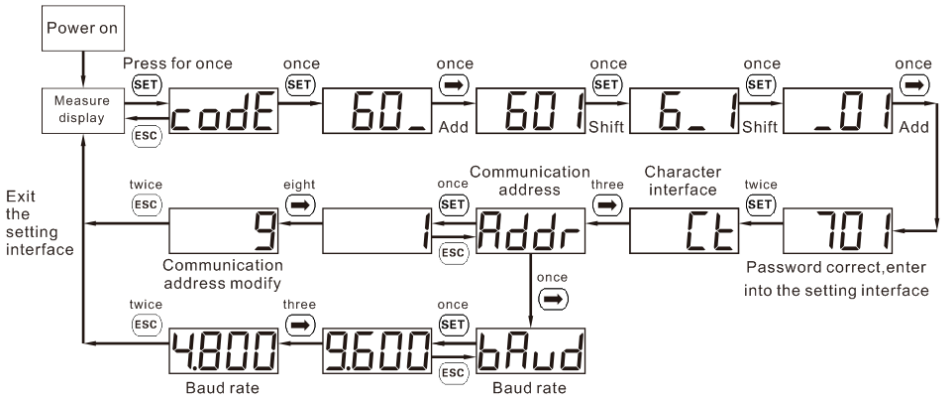 Power on
Press for once
once
once
once
once
once
SET
SET
➡
SET
SET
➡
Measure
display
codE
60_
601
6_1
_01
ESC
Add
Shift
Shift
Add
Exit
the
setting
interface
twice
eight
once
Communication
address
three
Character
interface
twice
ESC
➡
SET
➡
SET
9
1
Addr
Ct
701
ESC
Communication
address modify
Password correct,enter
into the setting interface
once
➡
twice
three
once
ESC
➡
SET
4.800
9.600
bAud
ESC
Baud rate
Baud rate